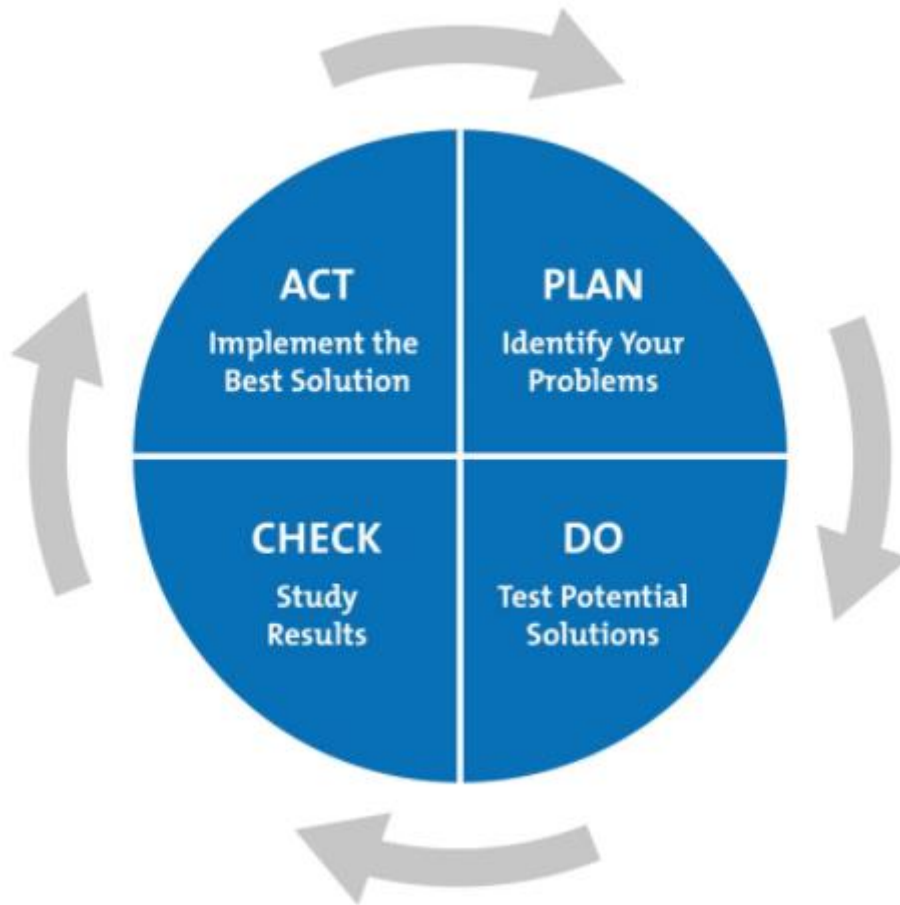 ACT
Implement the
Best Solution
PLAN
Identify Your
Problems
CHECK
Study
Results
DO
Test Potential
Solutions